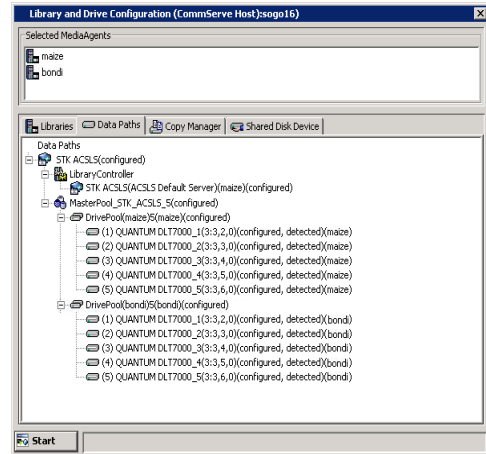 Library and Drive Configuration (CommServe Host):sogo16)
Selected MediaAgents
maize
bondi
Libraries Data Paths Copy Manager Shared Disk Device
Data Paths
STK ACSLS(configured)
LibraryController
STK ACSLS(ACSLS Default Server)(maize)(configured)
MasterPool_STK_ACSLS_5(configured)
DrivePool(maize)5(maize)(configured)
(1) QUANTUM DLT7000_1(3:3,2,0)(configured, detected)(maize)
(2) QUANTUM DLT7000_2(3:3,3,0)(configured, detected)(maize)
(3) QUANTUM DLT7000_3(3:3,4,0)(configured, detected)(maize)
(4) QUANTUM DLT7000_4(3:3,5,0)(configured, detected)(maize)
(5) QUANTUM DLT7000_5(3:3,6,0)(configured, detected)(maize)
DrivePool(bondi)5(bondi)(configured)
(1) QUANTUM DLT7000_1(3:3,2,0)(configured, detected)(bondi)
(2) QUANTUM DLT7000_2(3:3,3,0)(configured, detected)(bondi)
(3) QUANTUM DLT7000_3(3:3,4,0)(configured, detected)(bondi)
(4) QUANTUM DLT7000_4(3:3,5,0)(configured, detected)(bondi)
(5) QUANTUM DLT7000_5(3:3,6,0)(configured, detected)(bondi)
Start